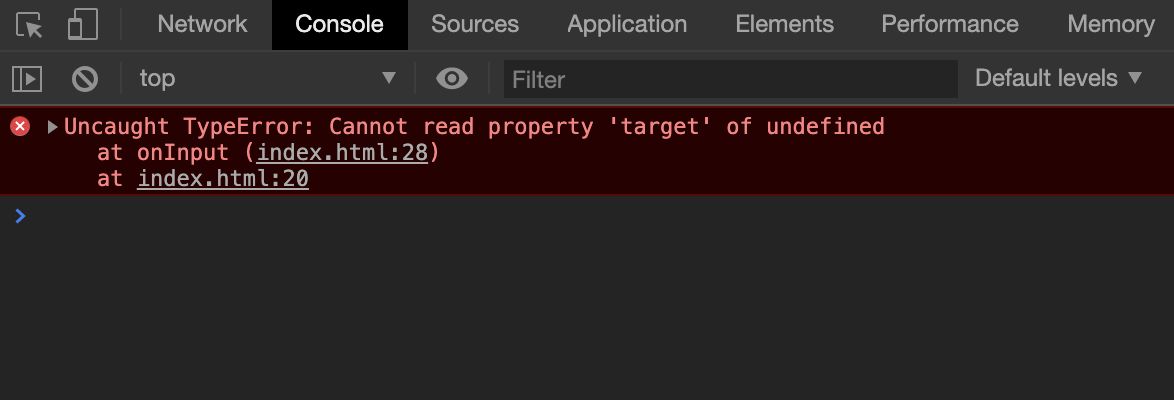 Network Console Sources Application Elements Performance Memory
top Filter Default levels
Uncaught TypeError: Cannot read property 'target' of undefined
at onInput (index.html:28)
at index.html:20